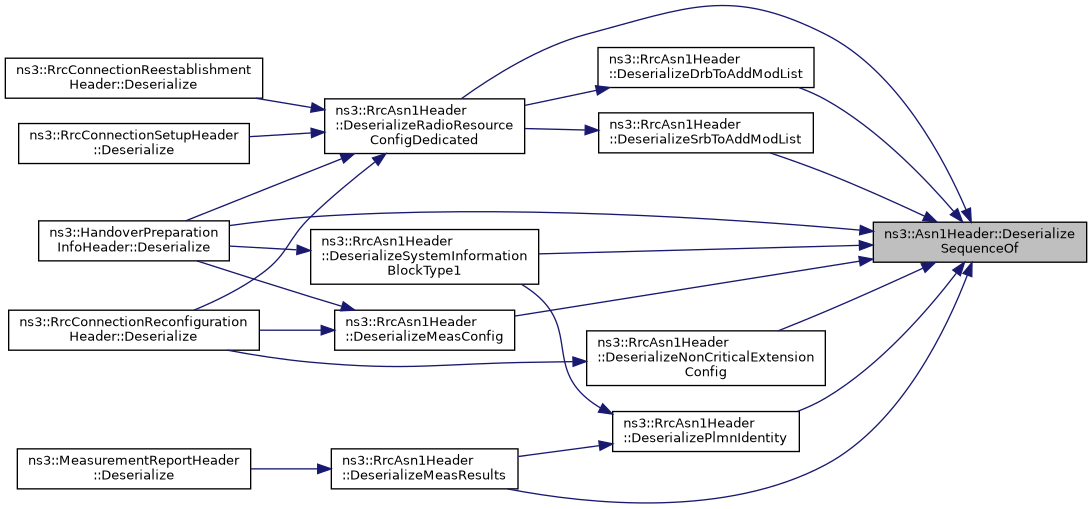 ns3::RrcConnectionReestablishment
Header::Deserialize
ns3::RrcConnectionSetupHeader
::Deserialize
ns3::HandoverPreparation
InfoHeader::Deserialize
ns3::RrcConnectionReconfiguration
Header::Deserialize
ns3::MeasurementReportHeader
::Deserialize
ns3::RrcAsn1Header
::DeserializeRadioResource
ConfigDedicated
ns3::RrcAsn1Header
::DeserializeSystemInformation
BlockType1
ns3::RrcAsn1Header
::DeserializeMeasConfig
ns3::RrcAsn1Header
::DeserializeMeasResults
ns3::RrcAsn1Header
::DeserializeDrbToAddModList
ns3::RrcAsn1Header
::DeserializeSrbToAddModList
ns3::RrcAsn1Header
::DeserializeNonCriticalExtension
Config
ns3::RrcAsn1Header
::DeserializePlmnIdentity
ns3::Asn1Header::Deserialize
SequenceOf